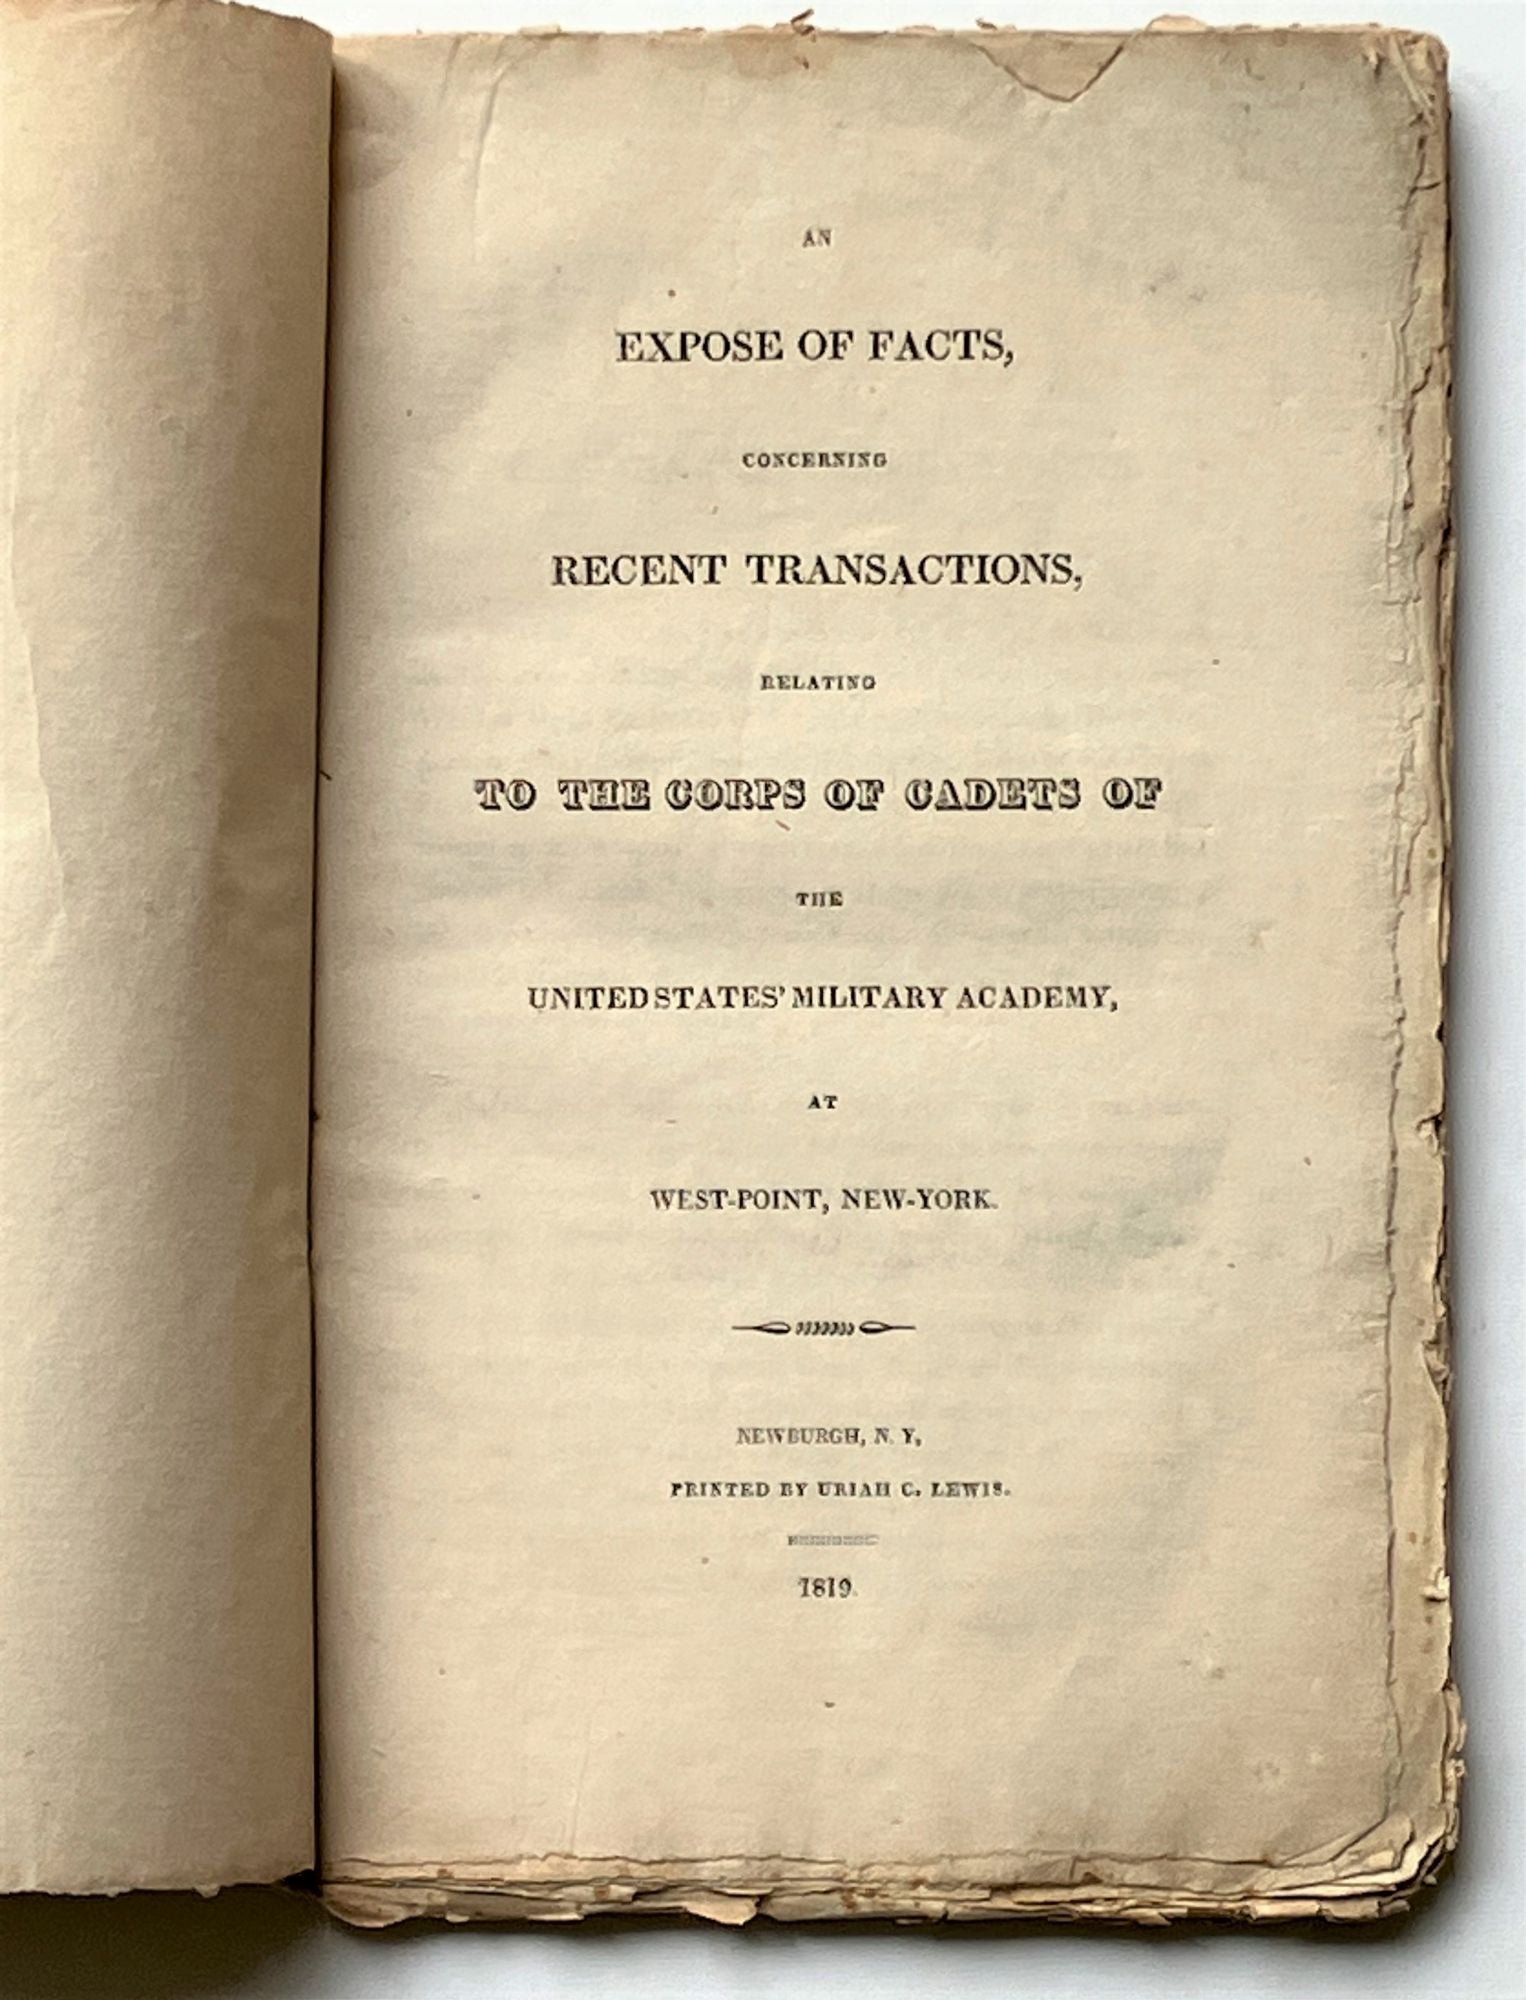 AN
EXPOSE OF FACTS,
CONCERNING
RECENT TRANSACTIONS,
RELATING
TO THE CORPS OF CADETS OF
THE
UNITED STATES' MILITARY ACADEMY,
AT
WEST-POINT, NEW-YORK.
NEWBURGH, N. Y,
PRINTED BY URIAH C. LEWIS.
1819.